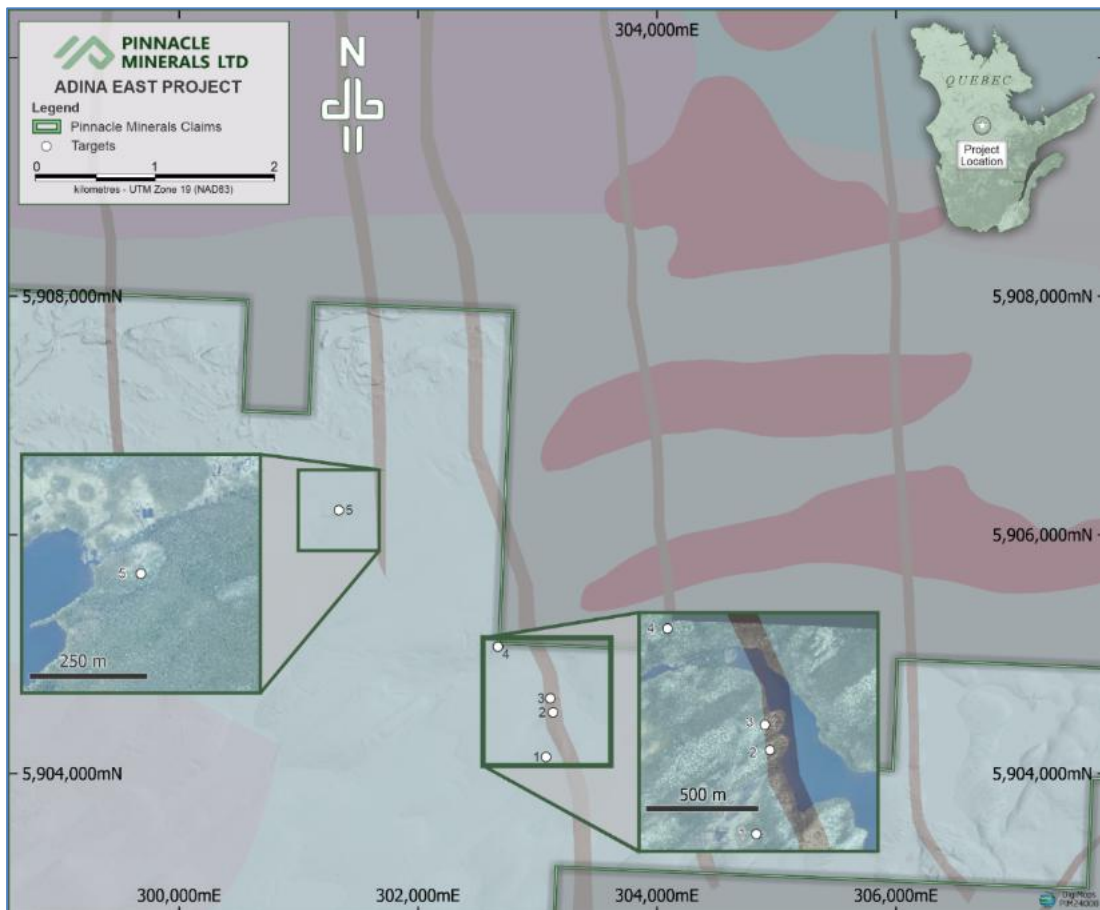 PINNACLE
MINERALS LTD
ADINA EAST PROJECT
Legend
Pinnacle Minerals Claims
Targets
0 1 2
kilometres - UTM Zone 19 (NAD83)
N
304,000mE
QUEBEC
Project
Location
5,908,000mN
5,908,000mN
5
5
250 m
5,906,000mN
4
3
2
1
4
3
2
1
500 m
5,904,000mN
5,904,000mN
300,000mE
302,000mE
304,000mE
306,000mE
DigiMaps